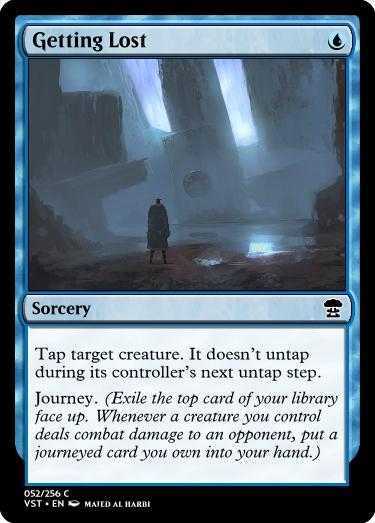 Getting Lost
Sorcery
Tap target creature. It doesn't untap
during its controller's next untap step.
Journey. (Exile the top card of your library
face up. Whenever a creature you control
deals combat damage to an opponent, put a
journeyed card you own into your hand.)
052/256 C
VST • EN MAJED AL HARBI